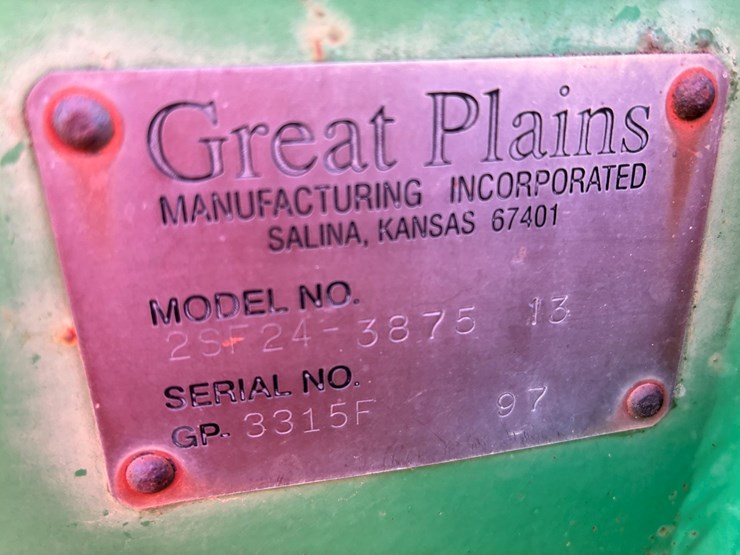 Great Plains
MANUFACTURING INCORPORATED
SALINA, KANSAS 67401
MODEL NO.
2SF24-3875 13
SERIAL NO.
GP- 3315F 97